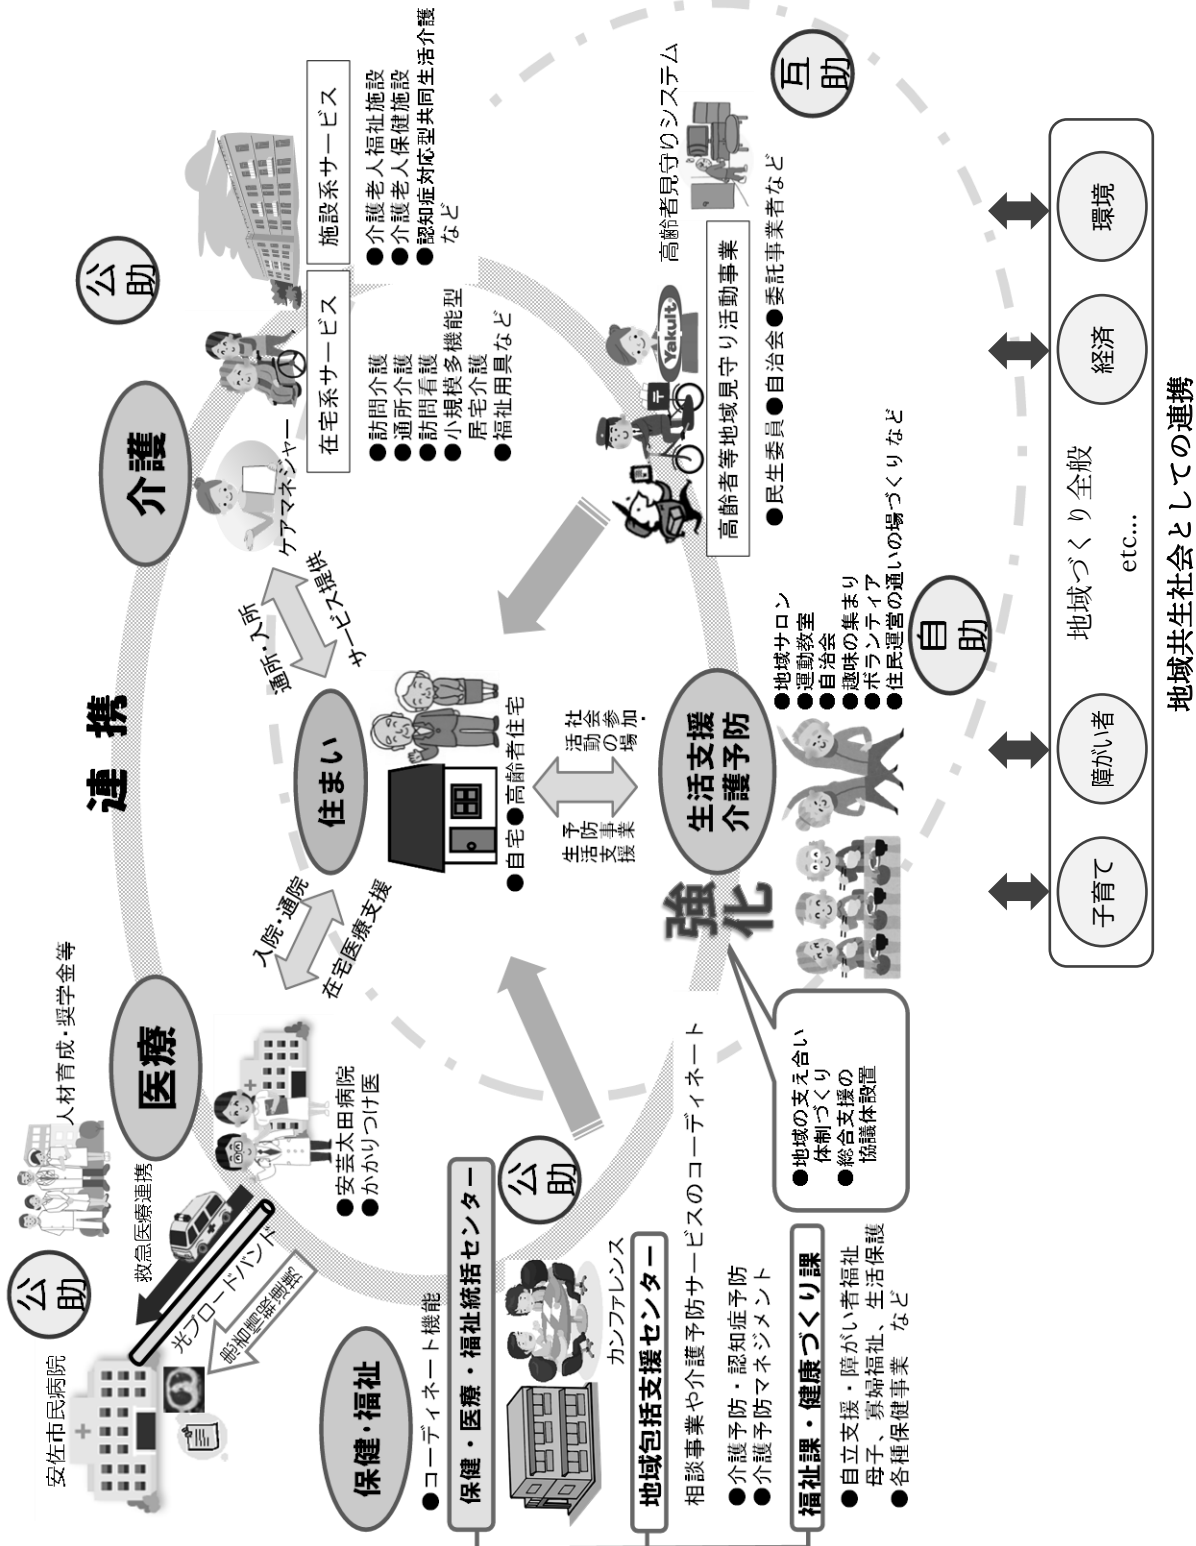 連携
公助
安佐市民病院
人材育成・奨学金等
救急医療連携
光ブロードバンド
患者情報連携
医療
安芸太田病院
●安芸太田病院
●かかりつけ医
入院・通院
在宅医療支援
介護
公助
ケアマネジャー
通所・入所
サービス提供
在宅系サービス
●訪問介護
●通所介護
●訪問看護
●小規模多機能型
居宅介護
●福祉用具など
施設系サービス
●介護老人福祉施設
●介護老人保健施設
●認知症対応型共同生活介護
など
住まい
●自宅●高齢者住宅
生活支援
予防事業
社会参加・
活動の場
保健・福祉
●コーディネート機能
保健・医療・福祉統括センター
公助
カンファレンス
地域包括支援センター
相談事業や介護予防サービスのコーディネート
●介護予防・認知症予防
●介護予防マネジメント
福祉課・健康づくり課
●自立支援・障がい者福祉
母子、寡婦福祉、生活保護
●各種保健事業　など
強化
●地域の支え合い
体制づくり
●総合支援の
協議体設置
生活支援
介護予防
●地域サロン
●運動教室
●自治会
●趣味の集まり
●ボランティア
●住民運営の通いの場づくりなど
自助
高齢者見守りシステム
互助
Yakult
高齢者等地域見守り活動事業
●民生委員●自治会●委託事業者など
子育て
障がい者
地域づくり全般
etc…
経済
環境
地域共生社会としての連携